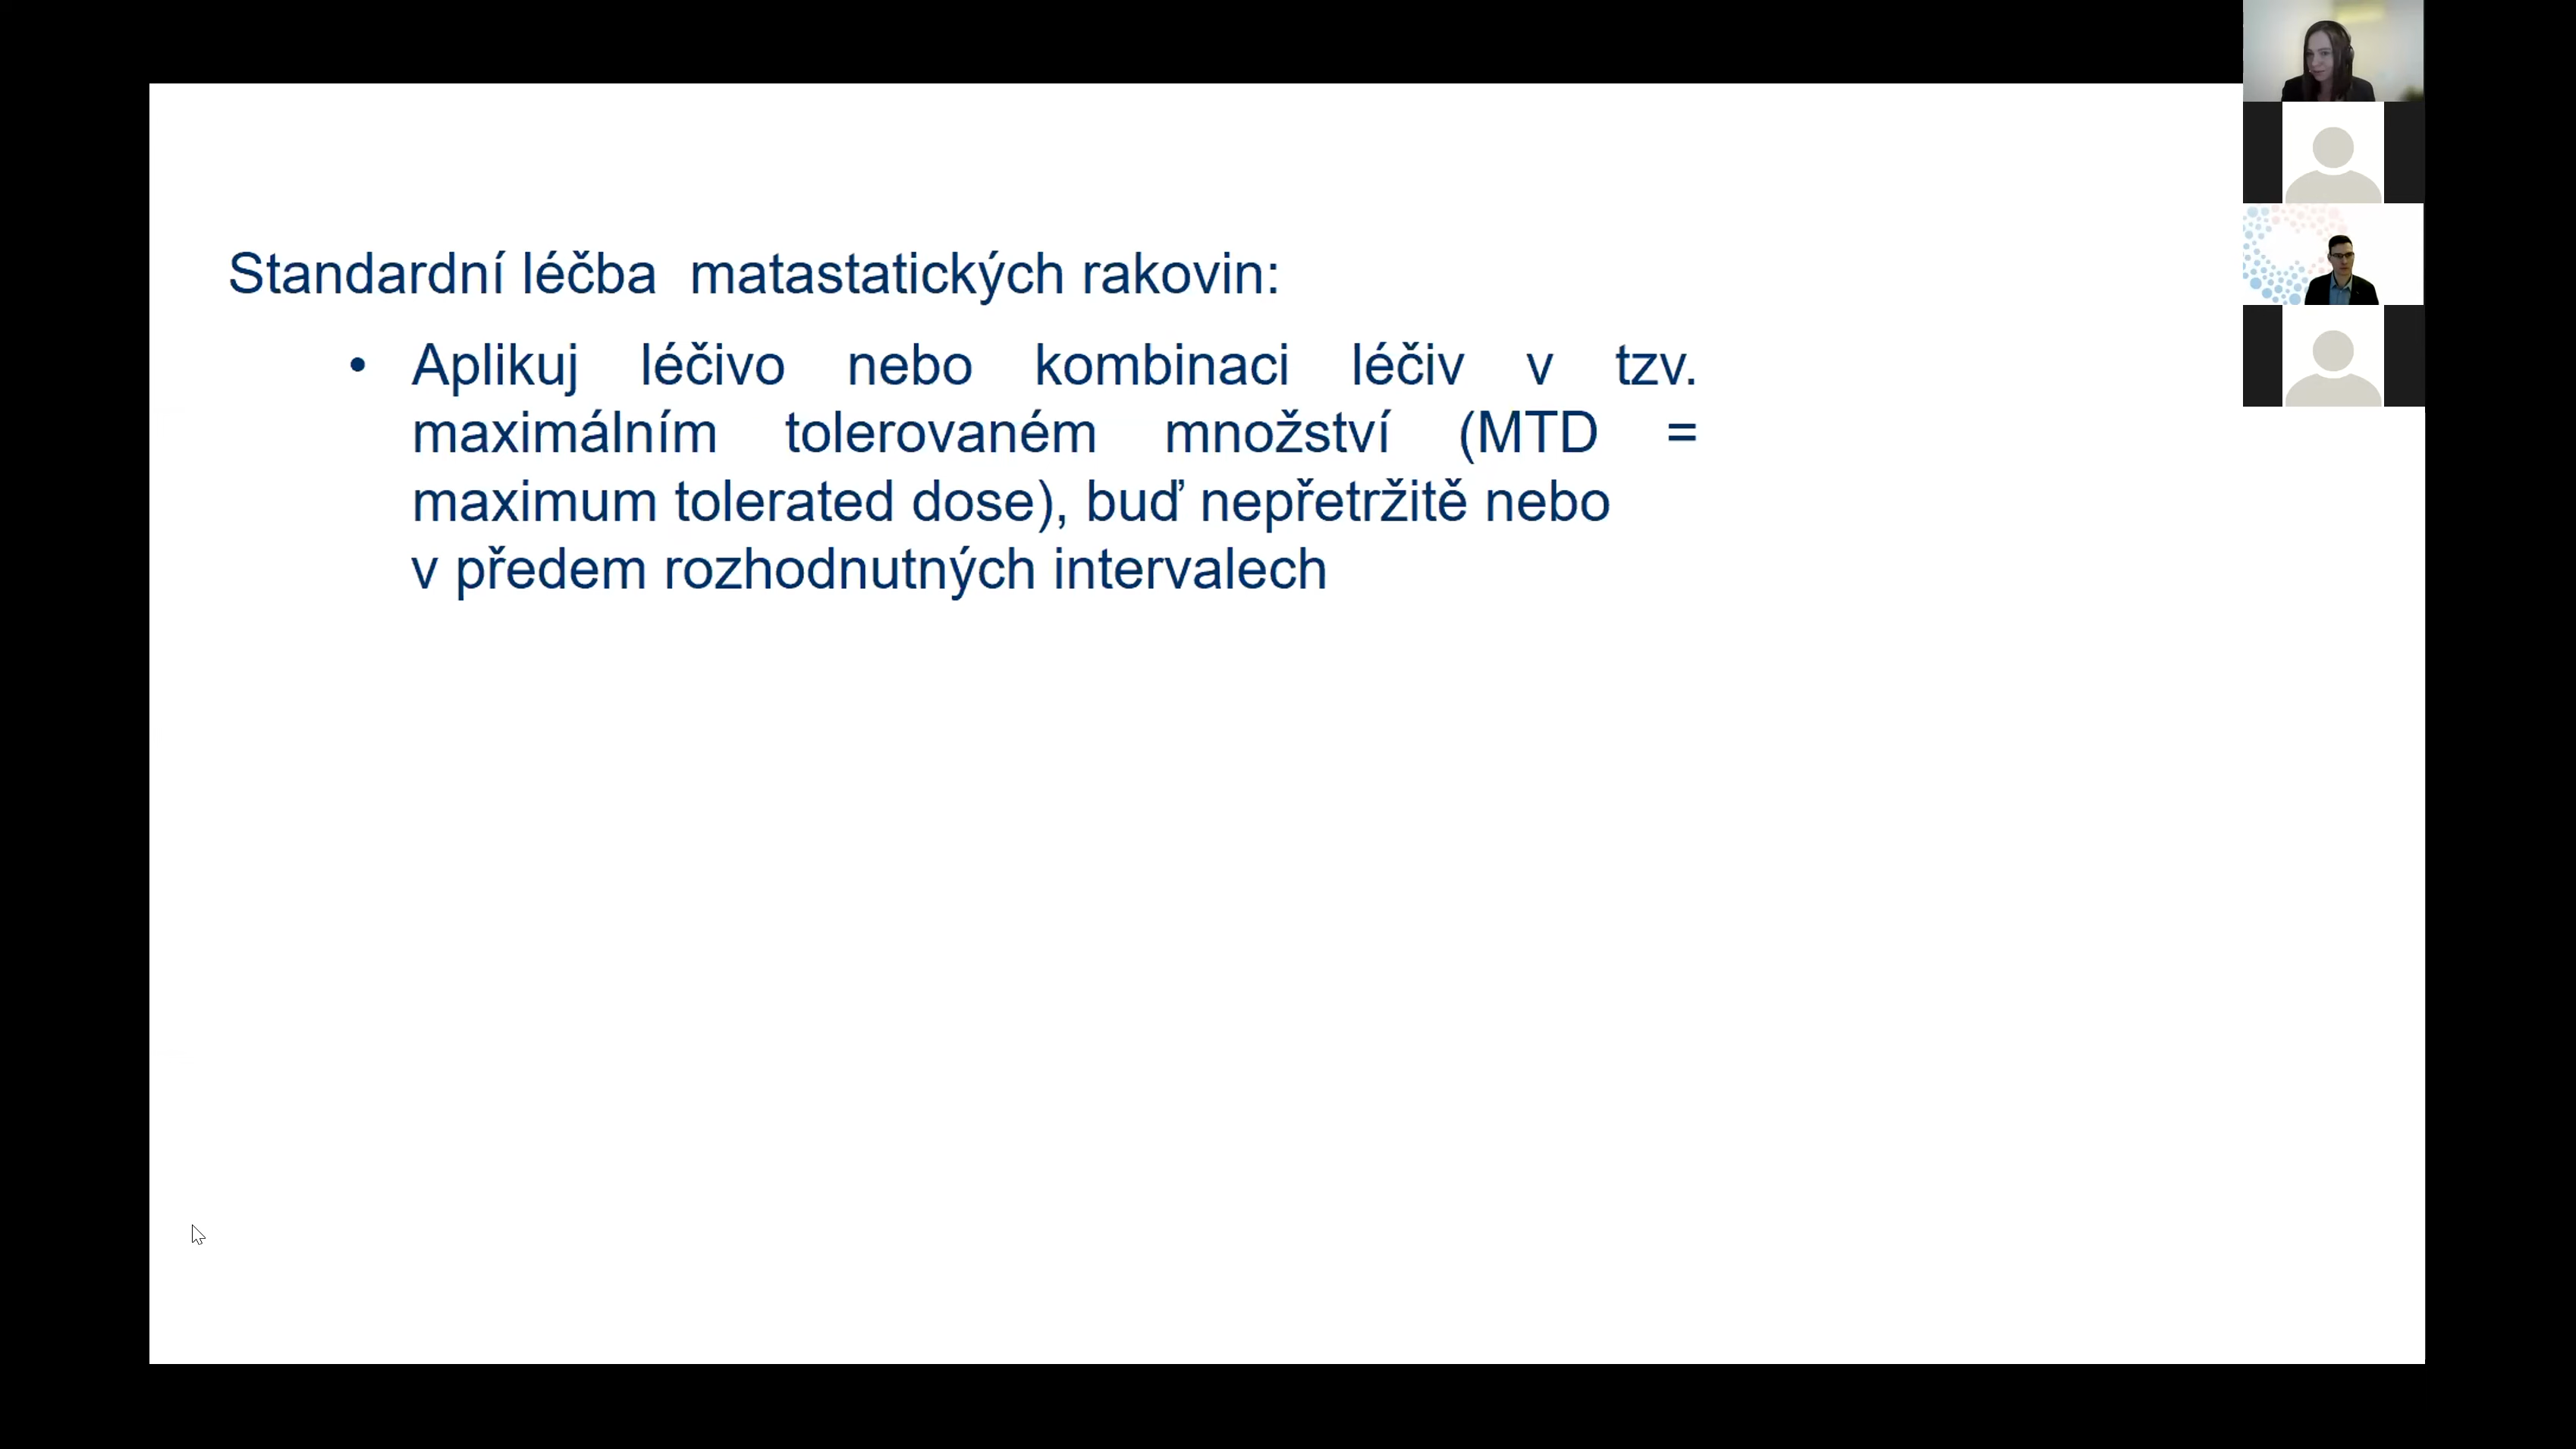 Standardní léčba  matastatických rakovin:
• Aplikuj léčivo nebo kombinaci léčiv v tzv.
maximálním tolerovaném množství (MTD =
maximum tolerated dose), buď nepřetržitě nebo
v předem rozhodnutných intervalech